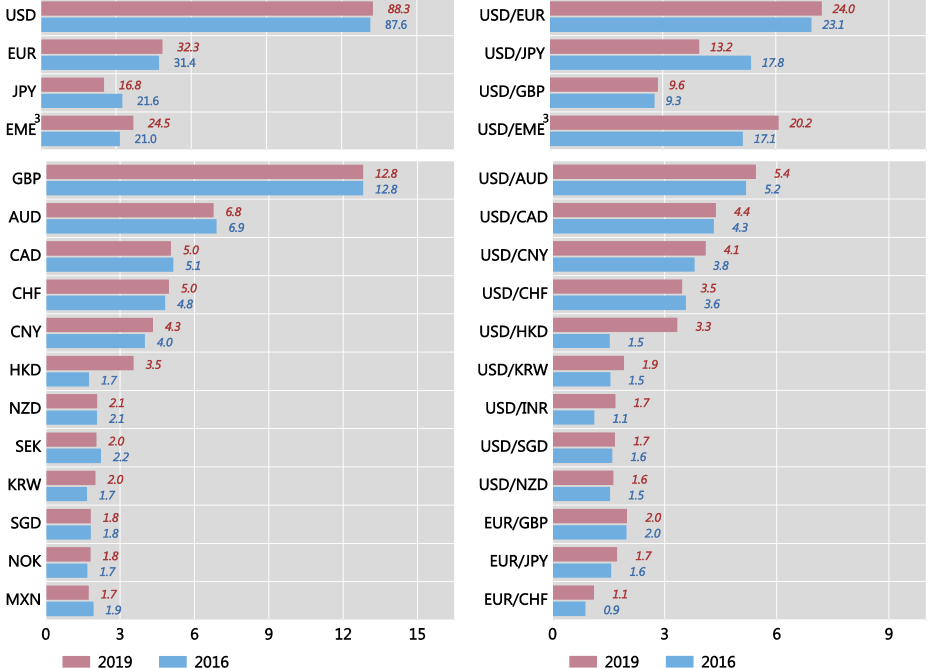 USD 88.3
87.6
EUR 32.3
31.4
JPY 16.8
21.6
EME3 24.5
21.0
GBP 12.8
12.8
AUD 6.8
6.9
CAD 5.0
5.1
CHF 5.0
4.8
CNY 4.3
4.0
HKD 3.5
1.7
NZD 2.1
2.1
SEK 2.0
2.2
KRW 2.0
1.7
SGD 1.8
1.8
NOK 1.8
1.7
MXN 1.7
1.9
0 3 6 9 12 15
2019 2016
USD/EUR 24.0
23.1
USD/JPY 13.2
17.8
USD/GBP 9.6
9.3
USD/EME3 20.2
17.1
USD/AUD 5.4
5.2
USD/CAD 4.4
4.3
USD/CNY 4.1
3.8
USD/CHF 3.5
3.6
USD/HKD 3.3
1.5
USD/KRW 1.9
1.5
USD/INR 1.7
1.1
USD/SGD 1.7
1.6
USD/NZD 1.6
1.5
EUR/GBP 2.0
2.0
EUR/JPY 1.7
1.6
EUR/CHF 1.1
0.9
0 3 6 9
2019 2016